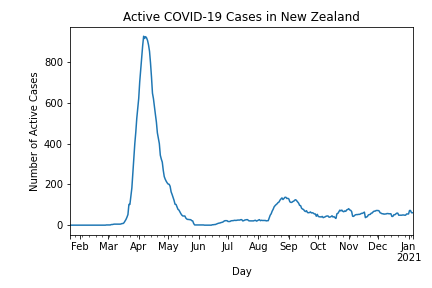 Active COVID-19 Cases in New Zealand
Number of Active Cases
800
600
400
200
0
Feb Mar Apr May Jun Jul Aug Sep Oct Nov Dec Jan
2021
Day